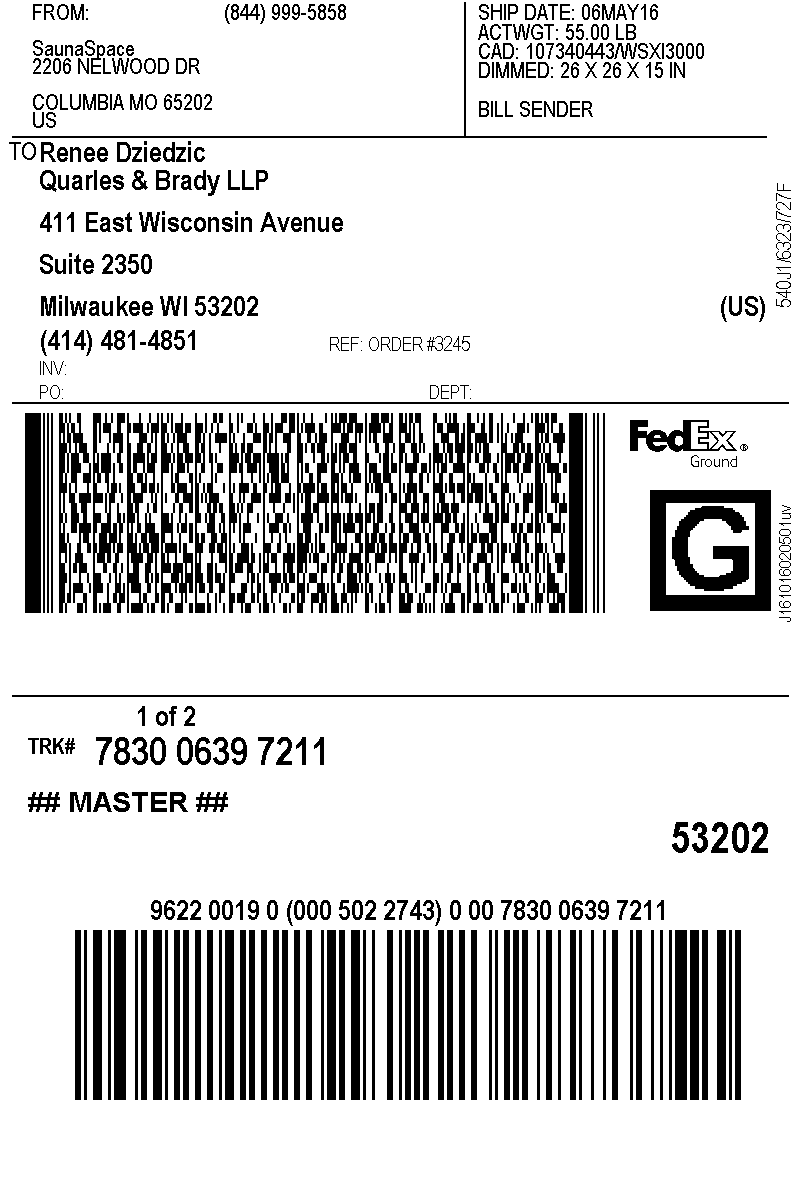 FROM: (844) 999-5858
SaunaSpace
2206 NELWOOD DR
COLUMBIA MO 65202
US
SHIP DATE: 06MAY16
ACTWGT: 55.00 LB
CAD: 107340443/WSXI3000
DIMMED: 26 X 26 X 15 IN
BILL SENDER
TO Renee Dziedzic
Quarles & Brady LLP
411 East Wisconsin Avenue
Suite 2350
Milwaukee WI 53202 (US)
(414) 481-4851 REF: ORDER #3245
INV:
PO: DEPT:
540J1/6323/727F
FedEx®
Ground
G
J161016020501uv
1 of 2
TRK# 7830 0639 7211
## MASTER ##
53202
9622 0019 0 (000 502 2743) 0 00 7830 0639 7211